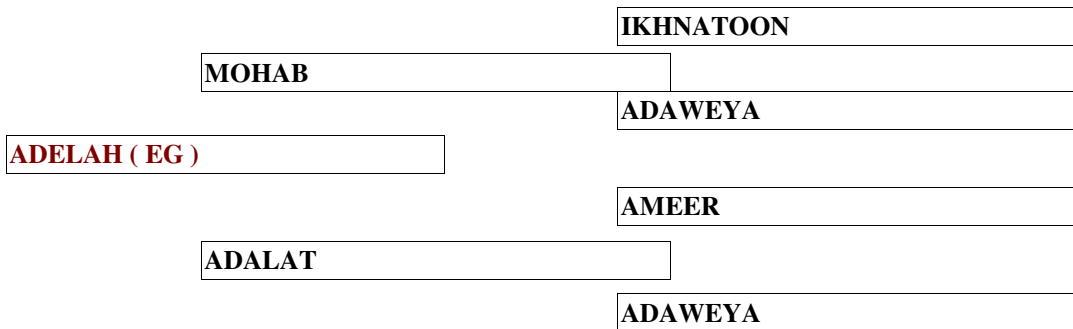 IKHNATOON
MOHAB
ADAWEYA
ADELAH ( EG )
AMEER
ADALAT
ADAWEYA